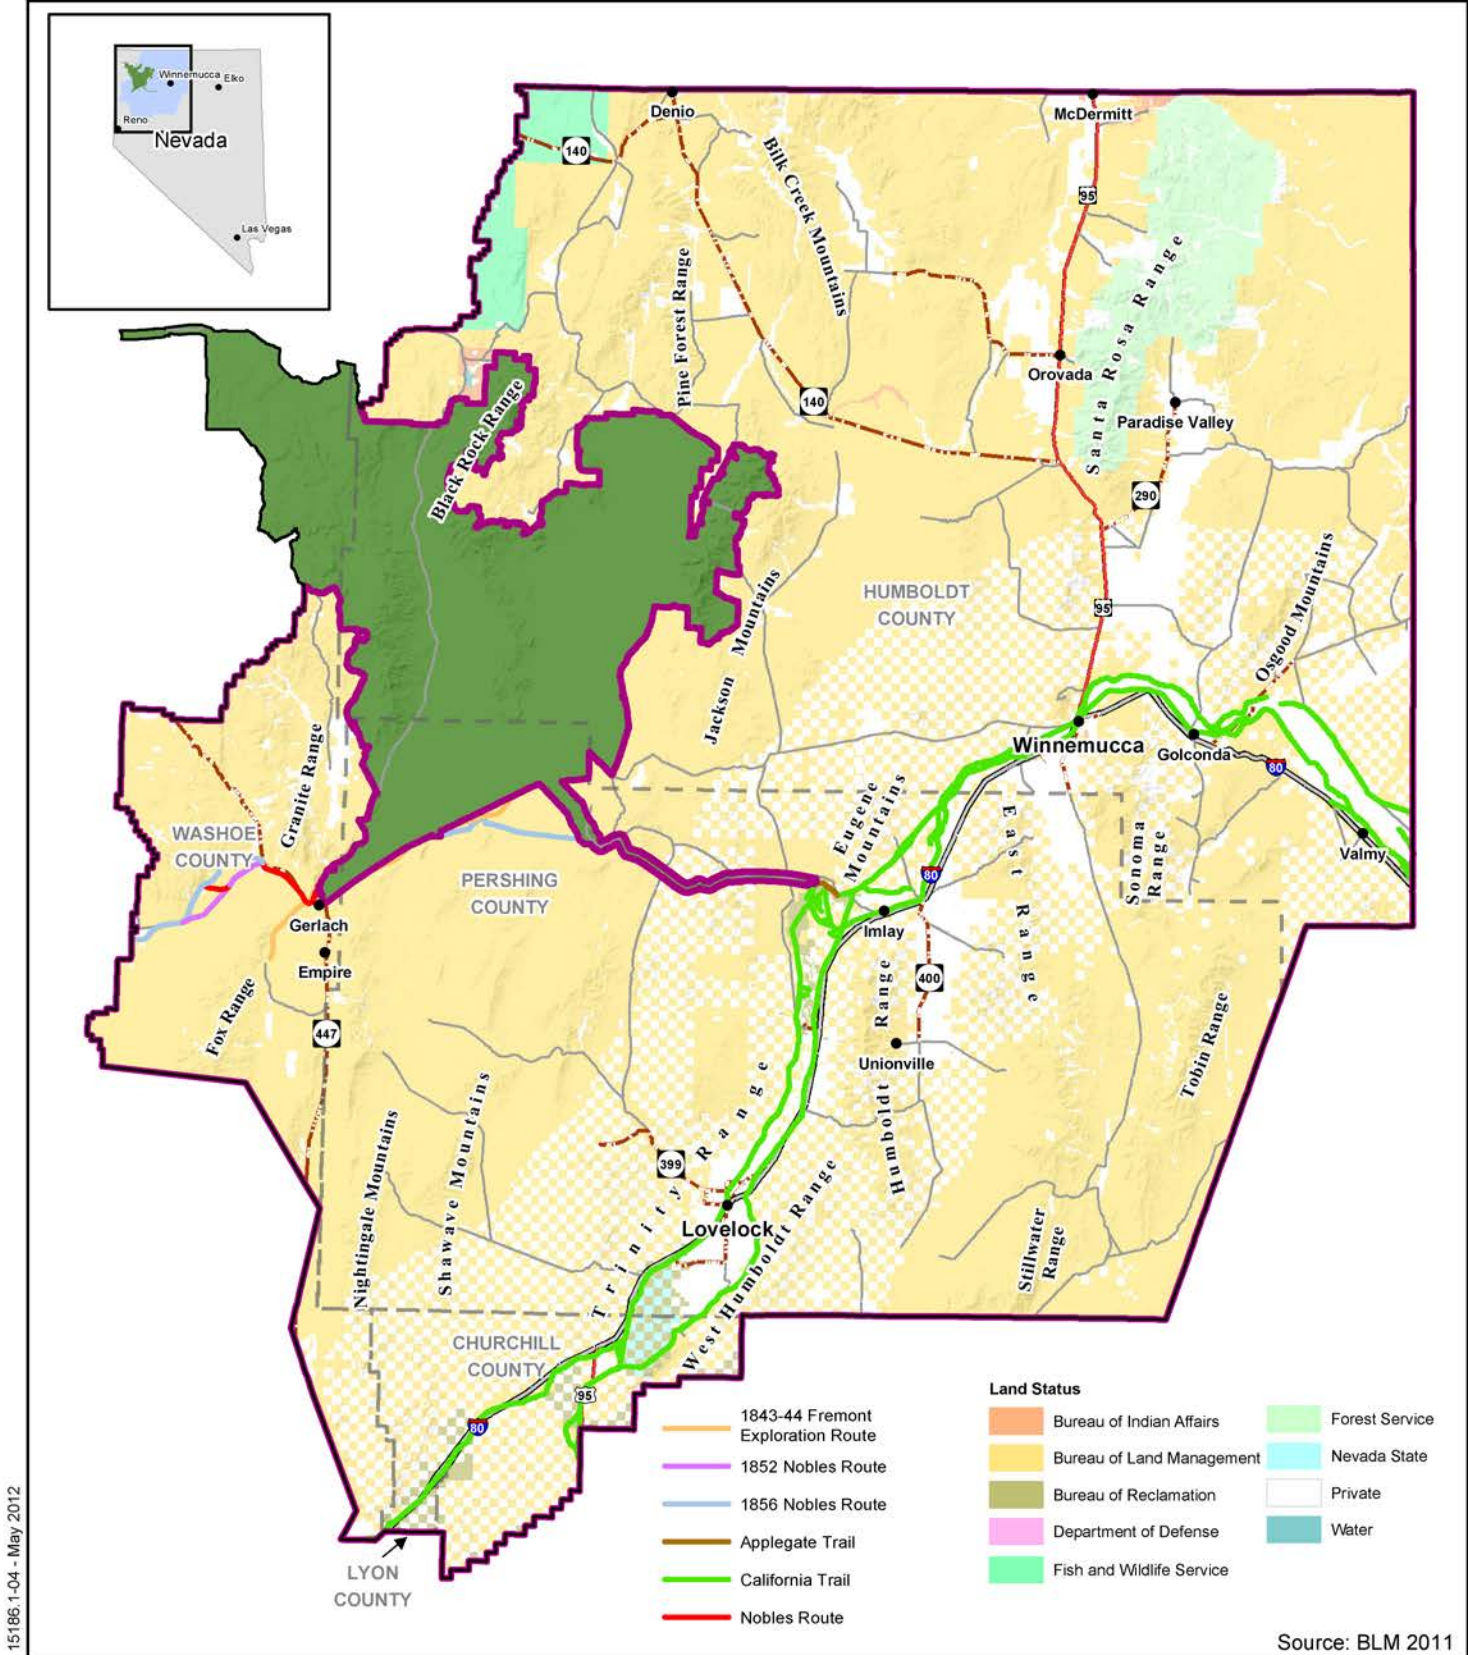 Winnemucca
Elko
Reno
Nevada
Las Vegas
Denio
McDermitt
140
95
Bilk Creek Mountains
Pine Forest Range
Santa Rosa Range
Orovada
140
Paradise Valley
Black Rock Range
290
HUMBOLDT
COUNTY
Osgood Mountains
95
Jackson Mountains
Winnemucca
Golconda
80
Granite Range
WASHOE
COUNTY
Eugene
Mountains
East Range
Sonoma
Range
Valmy
80
PERSHING
COUNTY
Gerlach
Imlay
Empire
Fox Range
400
Humboldt Range
447
Unionville
Tobin Range
Nightingale Mountains
Shawave Mountains
Trinity Range
399
Lovelock
West Humboldt Range
Stillwater
Range
CHURCHILL
COUNTY
95
80
LYON
COUNTY
1843-44 Fremont
Exploration Route
1852 Nobles Route
1856 Nobles Route
Applegate Trail
California Trail
Nobles Route
Land Status
Bureau of Indian Affairs
Bureau of Land Management
Bureau of Reclamation
Department of Defense
Fish and Wildlife Service
Forest Service
Nevada State
Private
Water
15186.1-04 - May 2012
Source: BLM 2011